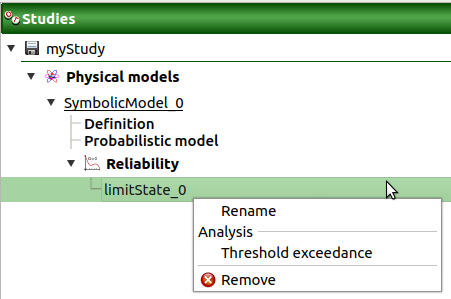 Studies
myStudy
Physical models
SymbolicModel_0
Definition
Probabilistic model
Reliability
limitState_0
Rename
Analysis
Threshold exceedance
Remove